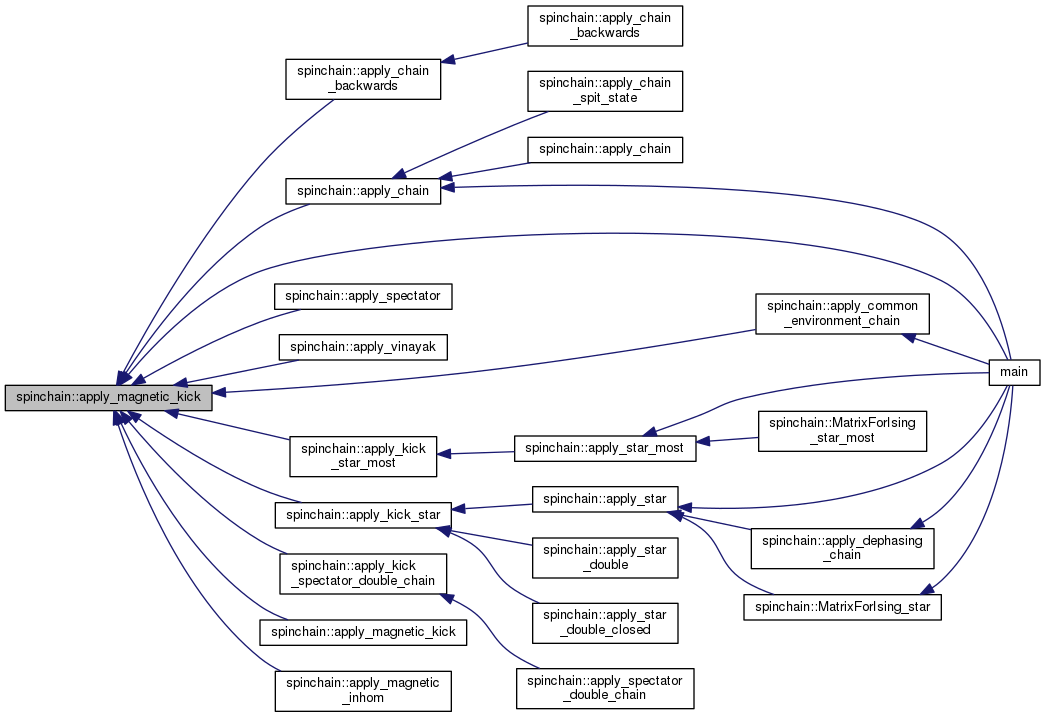 spinchain::apply_chain
_backwards
spinchain::apply_chain
_backwards
spinchain::apply_chain
_spit_state
spinchain::apply_chain
spinchain::apply_chain
spinchain::apply_spectator
spinchain::apply_common
_environment_chain
spinchain::apply_vinayak
main
spinchain::apply_magnetic_kick
spinchain::MatrixForIsing
_star_most
spinchain::apply_kick
_star_most
spinchain::apply_star_most
spinchain::apply_star
spinchain::apply_kick_star
spinchain::apply_dephasing
_chain
spinchain::apply_star
_double
spinchain::apply_kick
_spectator_double_chain
spinchain::MatrixForIsing_star
spinchain::apply_star
_double_closed
spinchain::apply_magnetic_kick
spinchain::apply_magnetic
_inhom
spinchain::apply_spectator
_double_chain